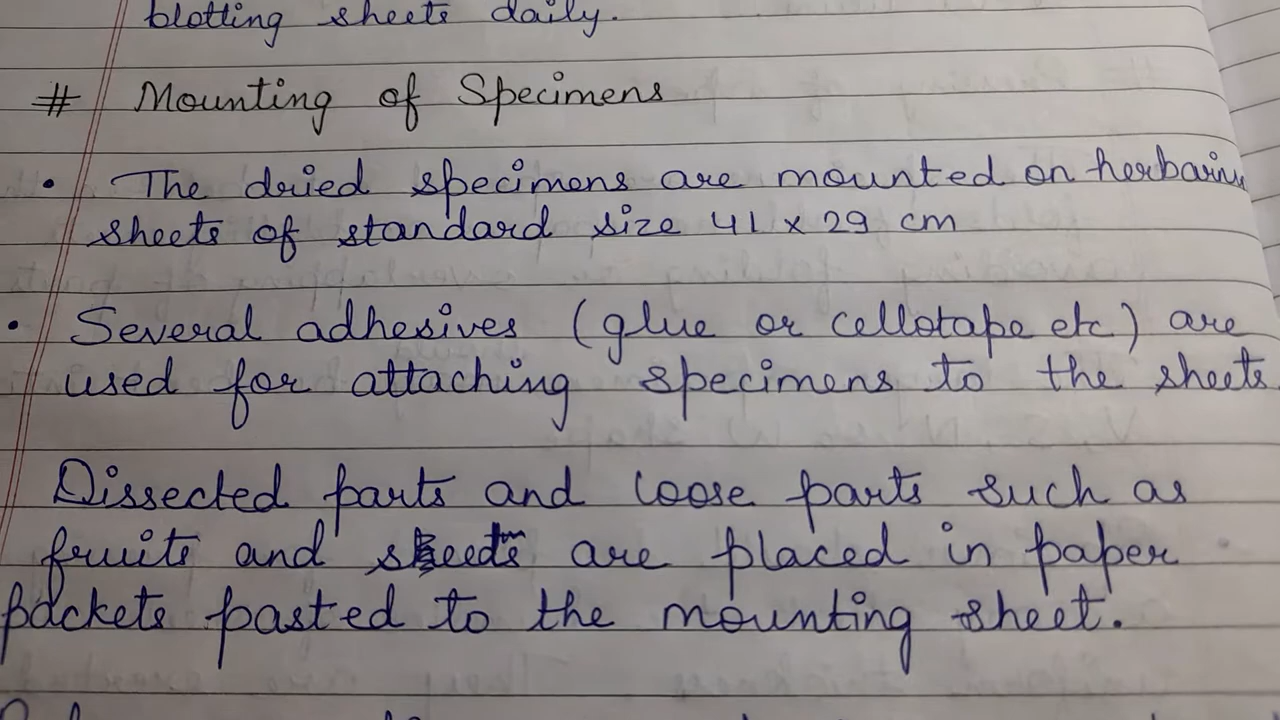 blotting sheets daily.
# Mounting of Specimens
• The dried specimens are mounted on herbarium
sheets of standard size 41 x 29 cm
• Several adhesives (glue or cellotape etc) are
used for attaching specimens to the sheets
Dissected parts and loose parts such as
fruits and seeds are placed in paper
packets pasted to the mounting sheet.